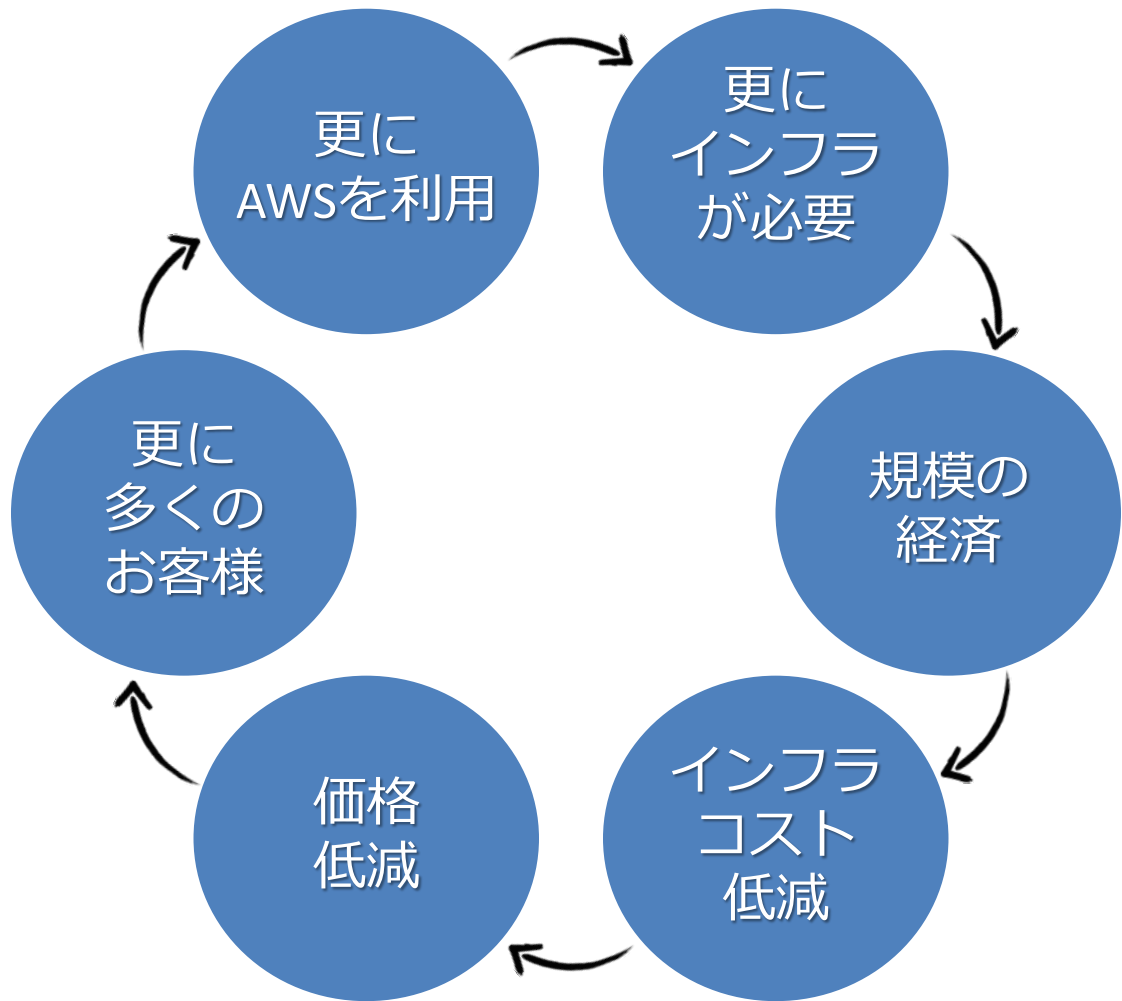 更に
AWSを利用
更に
インフラ
が必要
規模の
経済
インフラ
コスト
低減
価格
低減
更に
多くの
お客様